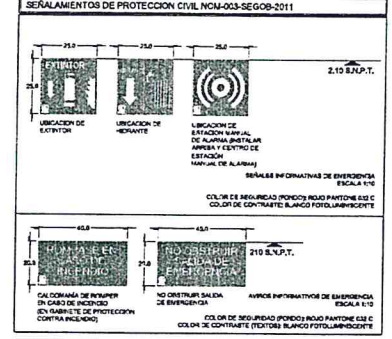 SEÑALAMIENTOS DE PROTECCION CIVIL NOM-003-SEGOB-2011
25.0 25.0 25.0
2.10 S.N.P.T.
25.0
EXTINTOR
UBICACION DE
EXTINTOR
UBICACION DE
HIDRANTE
UBICACION DE
ESTACION MANUAL
DE ALARMA (INSTALAR
ARRIBA Y CENTRO DE
ESTACIÓN
MANUAL DE ALARMA)
SEÑALES INFORMATIVAS DE EMERGENCIA
ESCALA 1:10
COLOR DE SEGURIDAD (FONDO): ROJO PANTONE 032 C
COLOR DE CONTRASTE: BLANCO FOTOLUMINISCENTE
40.0 40.0
20.0
EN CASO DE
INCENDIO
20.0
NO OBSTRUIR
SALIDA DE
EMERGENCIA
210 S.N.P.T.
CALCOMANÍA DE ROMPER
EN CASO DE INCENDIO
(EN GABINETE DE PROTECCIÓN
CONTRA INCENDIO)
NO OBSTRUIR SALIDA
DE EMERGENCIA
AVISOS INFORMATIVOS DE EMERGENCIA
ESCALA 1:10
COLOR DE SEGURIDAD (FONDO): ROJO PANTONE 032 C
COLOR DE CONTRASTE (TEXTOS): BLANCO FOTOLUMINISCENTE